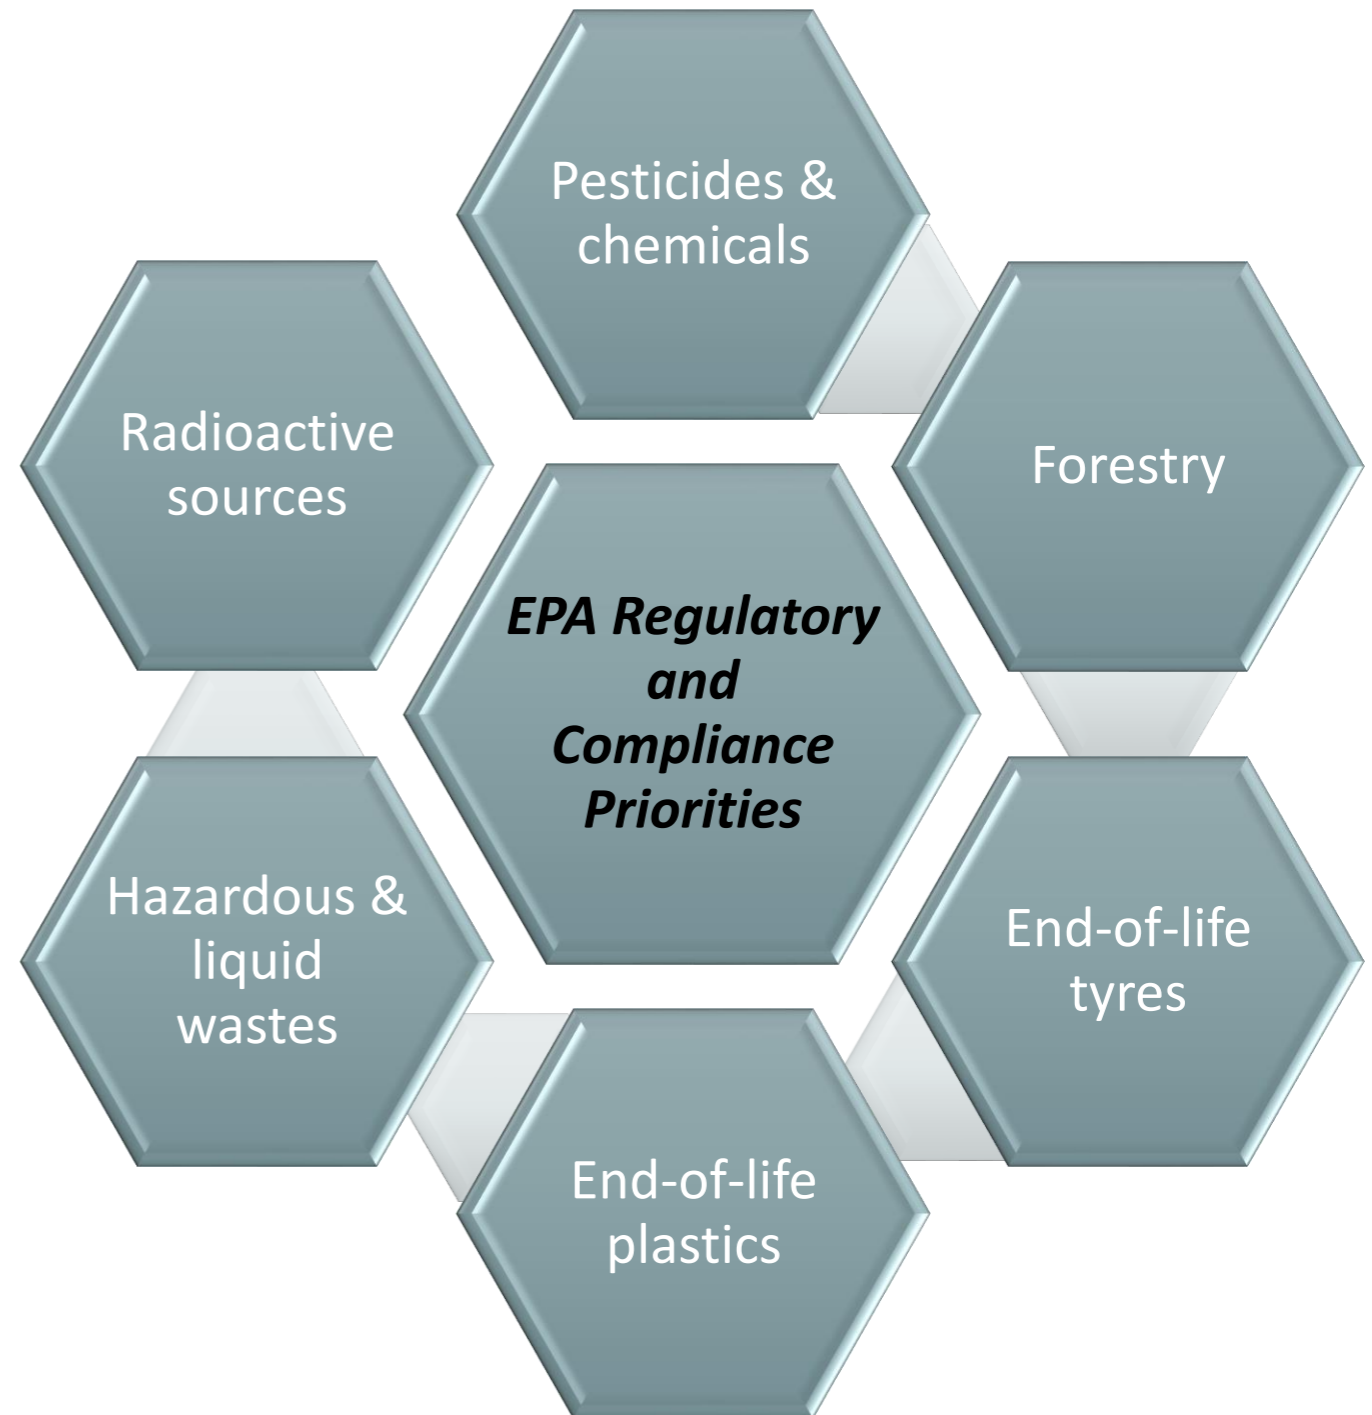 Pesticides &
chemicals
Radioactive
sources
Forestry
EPA Regulatory
and
Compliance
Priorities
Hazardous &
liquid
wastes
End-of-life
tyres
End-of-life
plastics